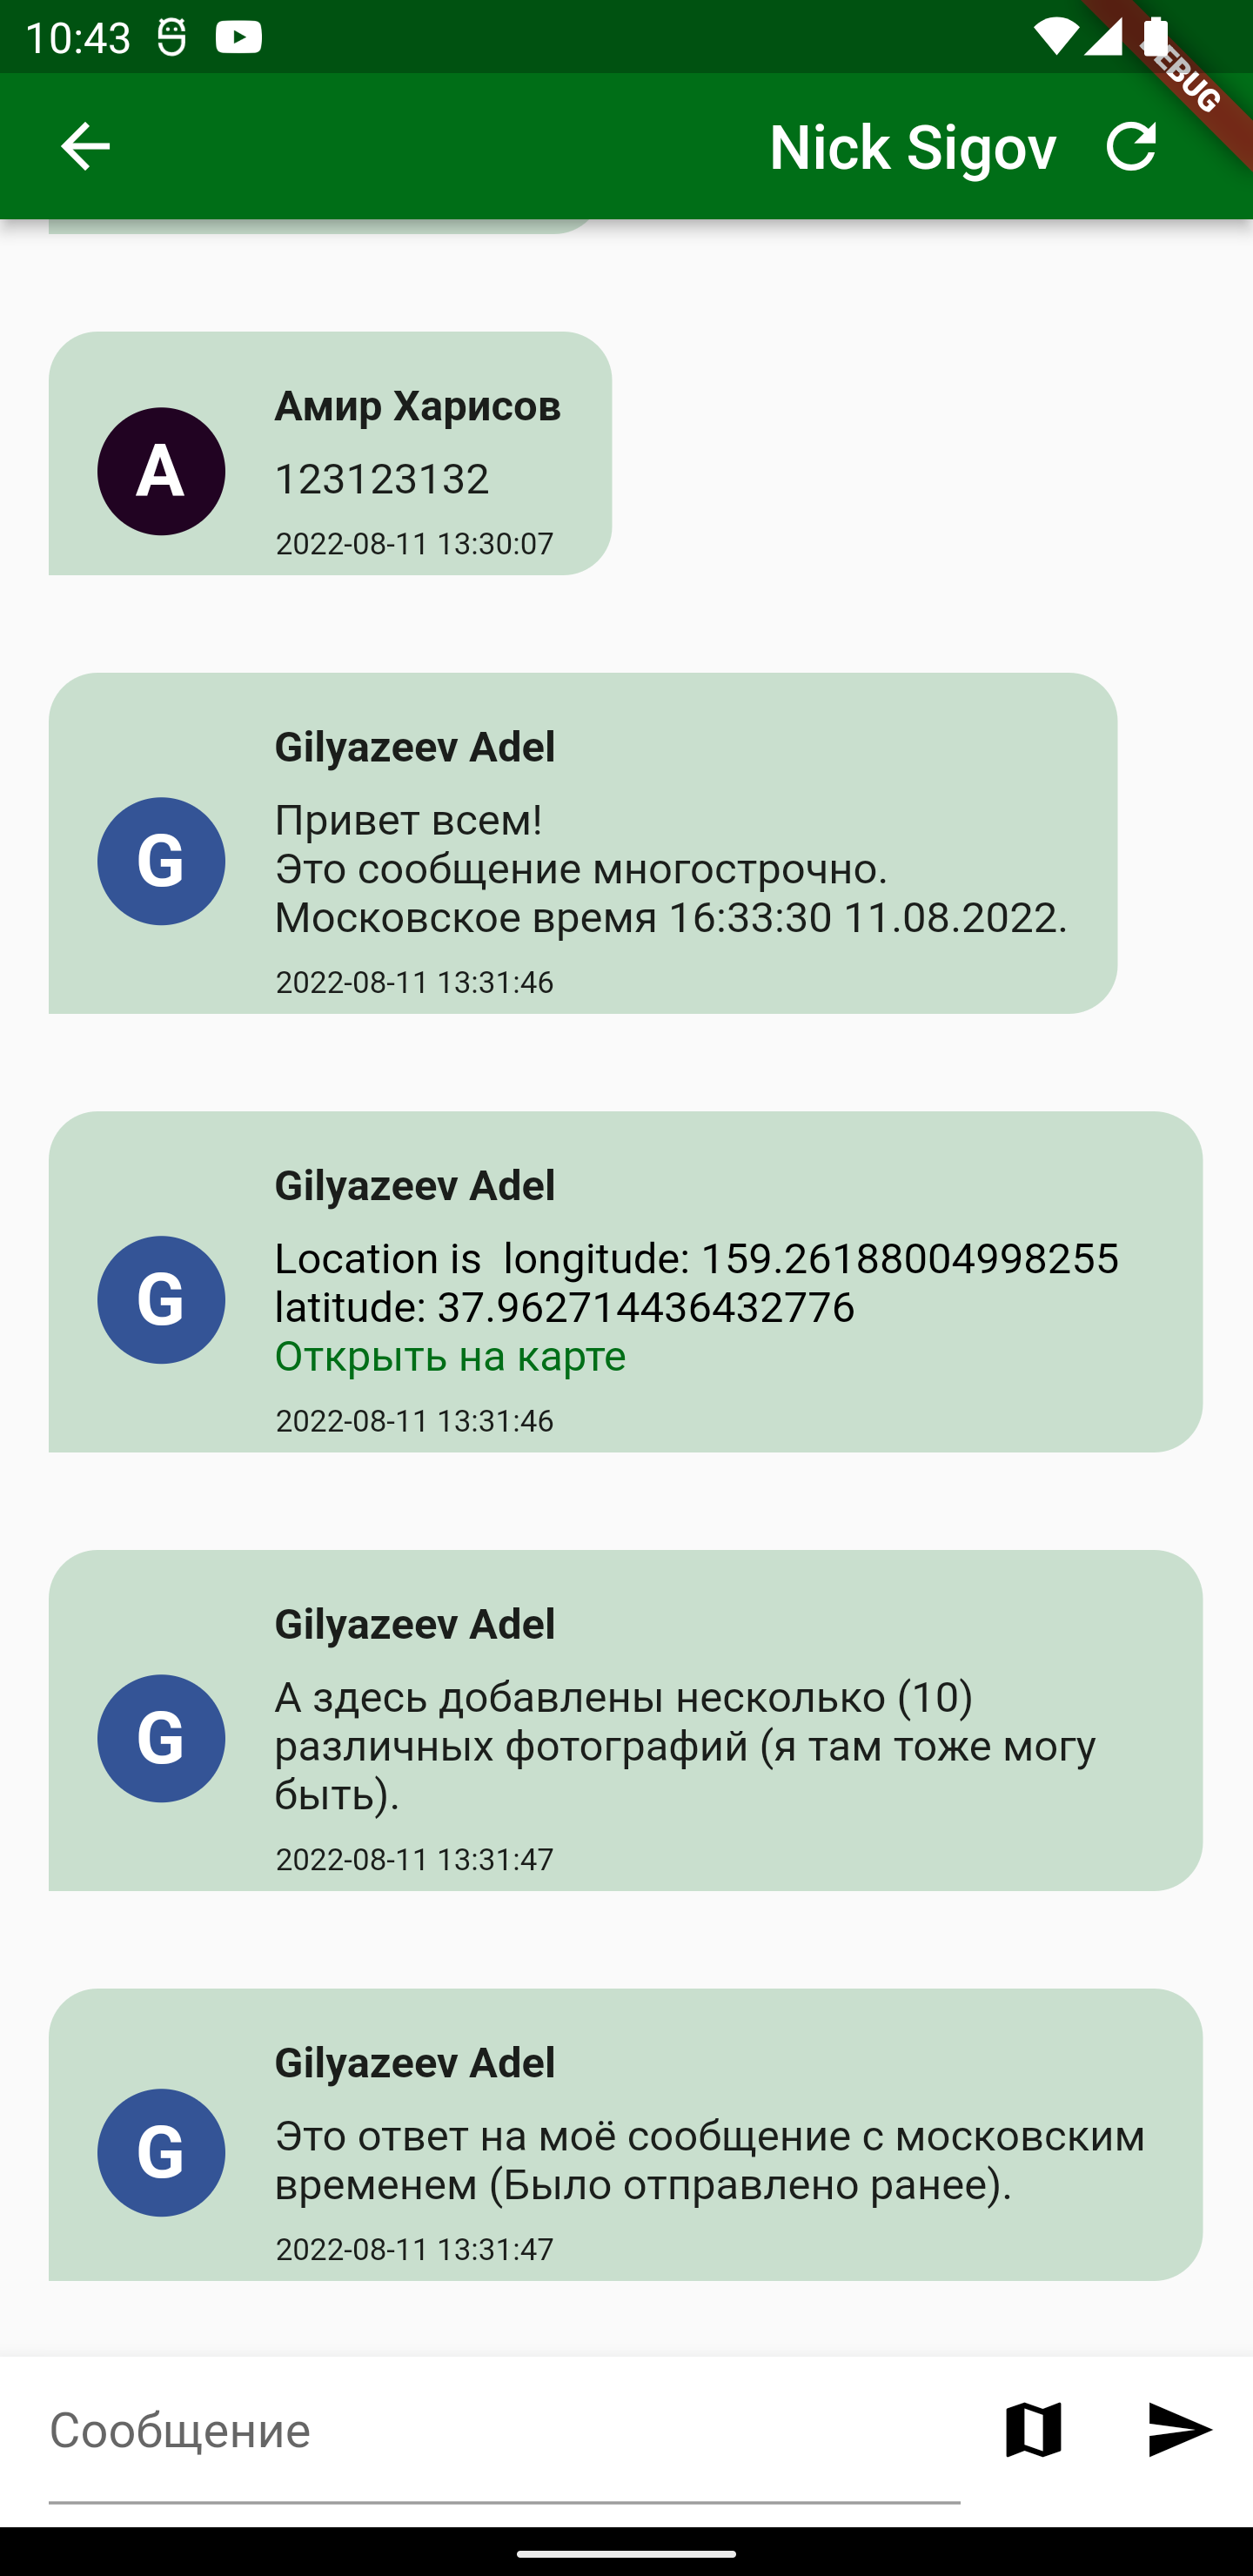 10:43
DEBUG
Nick Sigov
A
Амир Харисов
123123132
2022-08-11 13:30:07
G
Gilyazeev Adel
Привет всем!
Это сообщение многострочно.
Московское время 16:33:30 11.08.2022.
2022-08-11 13:31:46
G
Gilyazeev Adel
Location is  longitude: 159.26188004998255
latitude: 37.962714436432776
Открыть на карте
2022-08-11 13:31:46
G
Gilyazeev Adel
А здесь добавлены несколько (10)
различных фотографий (я там тоже могу
быть).
2022-08-11 13:31:47
G
Gilyazeev Adel
Это ответ на моё сообщение с московским
временем (Было отправлено ранее).
2022-08-11 13:31:47
Сообщение